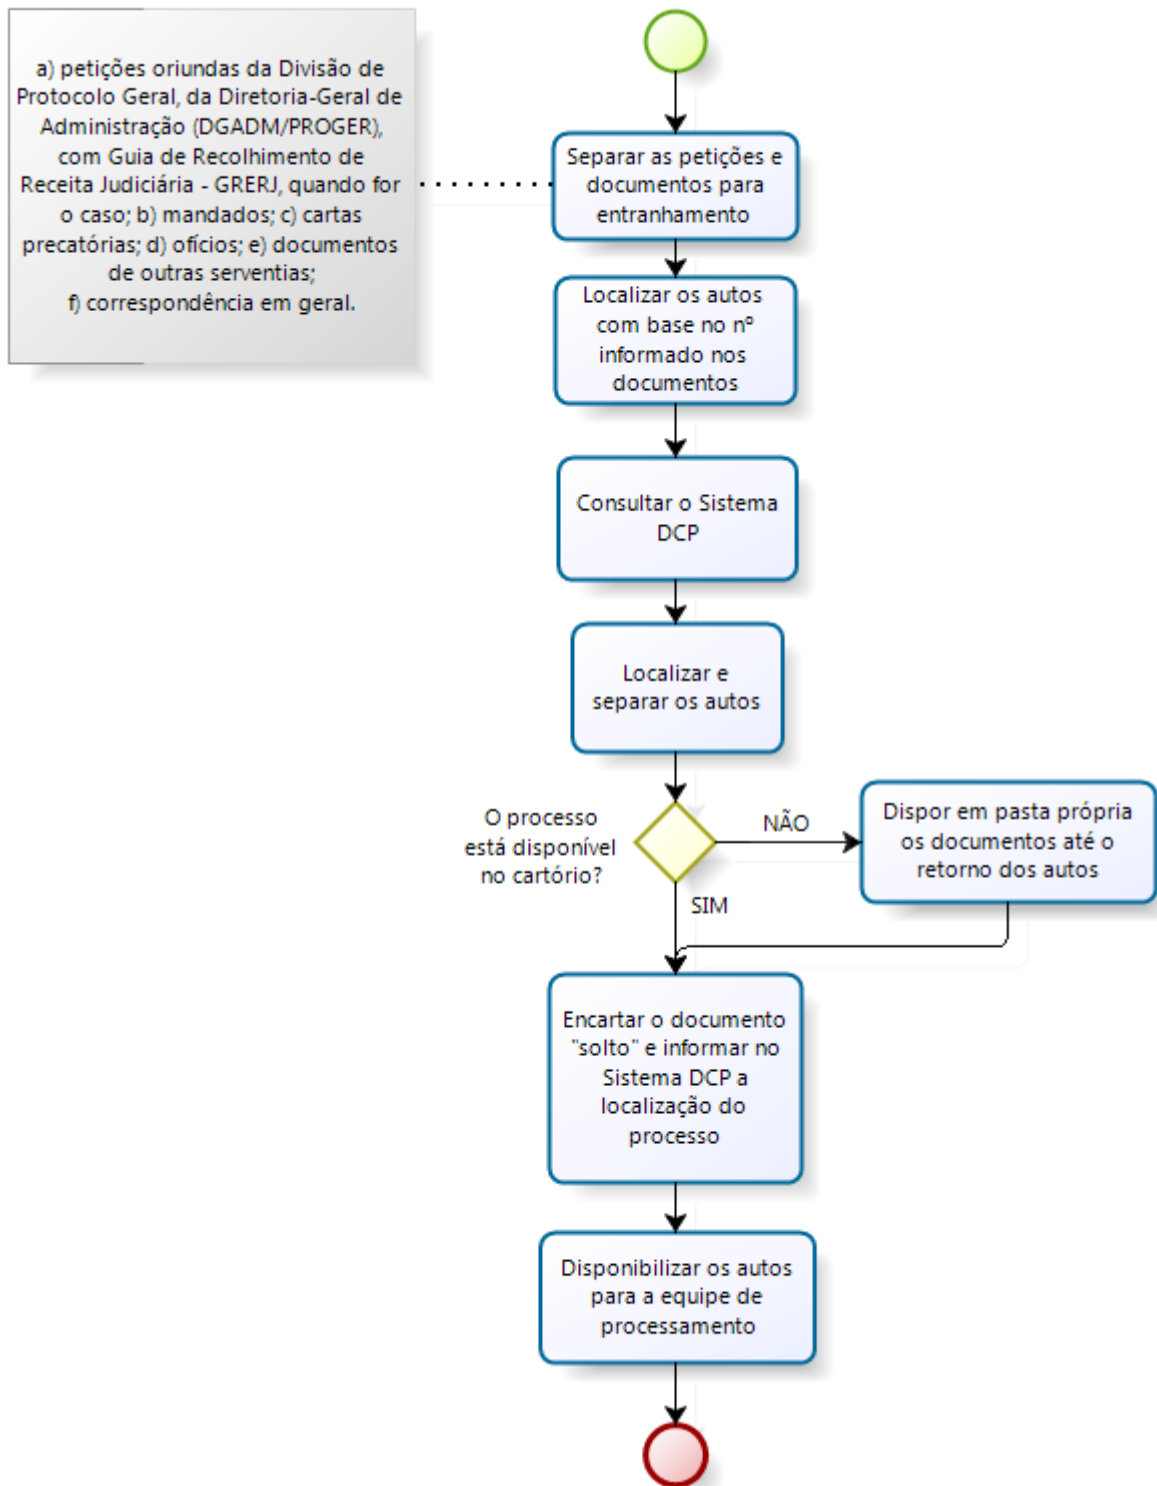 a) petições oriundas da Divisão de
Protocolo Geral, da Diretoria-Geral de
Administração (DGADM/PROGER),
com Guia de Recolhimento de
Receita Judiciária - GRERJ, quando for
o caso; b) mandados; c) cartas
precatórias; d) ofícios; e) documentos
de outras serventias;
f) correspondência em geral.
Separar as petições e
documentos para
entranhamento
Localizar os autos
com base no nº
informado nos
documentos
Consultar o Sistema
DCP
Localizar e
separar os autos
O processo
está disponível
no cartório?
NÃO
Dispor em pasta própria
os documentos até o
retorno dos autos
SIM
Encartar o documento
"solto" e informar no
Sistema DCP a
localização do
processo
Disponibilizar os autos
para a equipe de
processamento